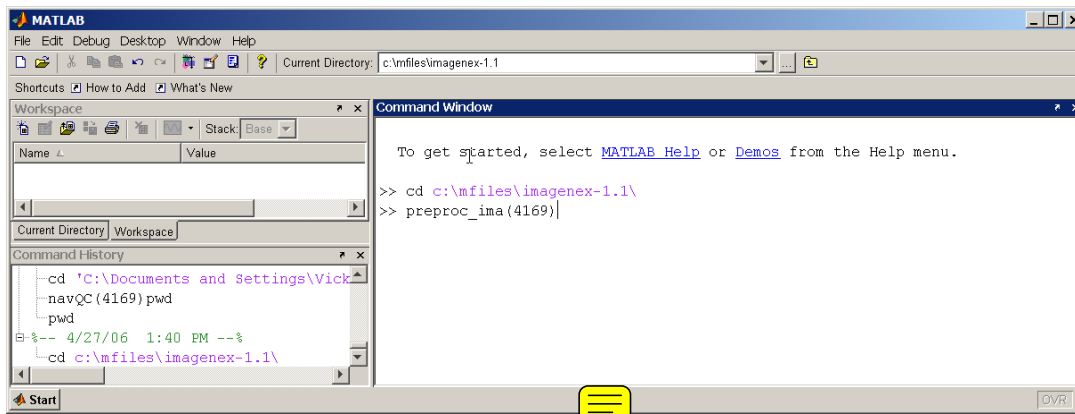 MATLAB
File Edit Debug Desktop Window Help
Current Directory: c:\mfiles\imagenex-1.1
Shortcuts How to Add What's New
Workspace
Stack: Base
Name Value
Current Directory Workspace
Command History
cd 'C:\Documents and Settings\Vick
navQC(4169)pwd
pwd
%-- 4/27/06 1:40 PM --%
cd c:\mfiles\imagenex-1.1\
Command Window
To get started, select MATLAB Help or Demos from the Help menu.
>> cd c:\mfiles\imagenex-1.1\
>> preproc_ima(4169)
Start
OVR